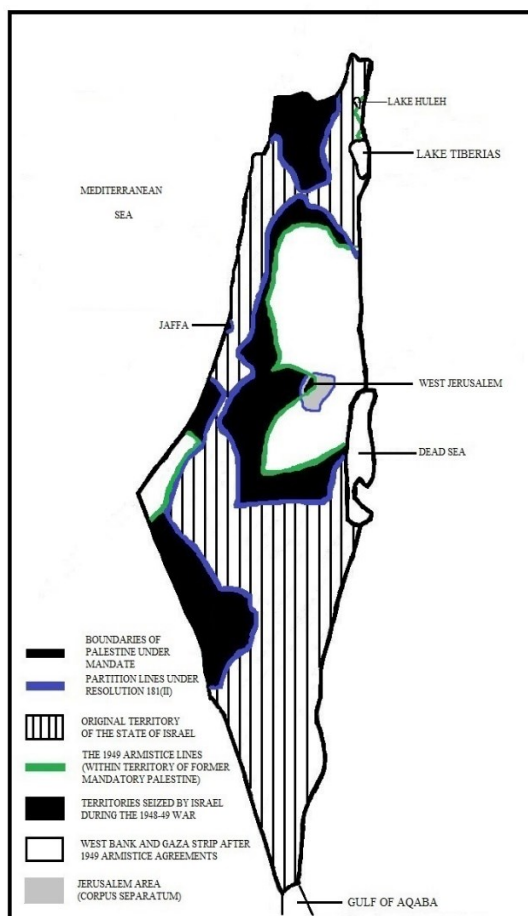 LAKE HULEH
LAKE TIBERIAS
MEDITERRANEAN
SEA
JAFFA
WEST JERUSALEM
DEAD SEA
BOUNDARIES OF
PALESTINE UNDER
MANDATE
PARTITION LINES UNDER
RESOLUTION 181(II)
ORIGINAL TERRITORY
OF THE STATE OF ISRAEL
THE 1949 ARMISTICE LINES
(WITHIN TERRITORY OF FORMER
MANDATORY PALESTINE)
TERRITORIES SEIZED BY ISRAEL
DURING THE 1948-49 WAR
WEST BANK AND GAZA STRIP AFTER
1949 ARMISTICE AGREEMENTS
JERUSALEM AREA
(CORPUS SEPARATUM)
GULF OF AQABA